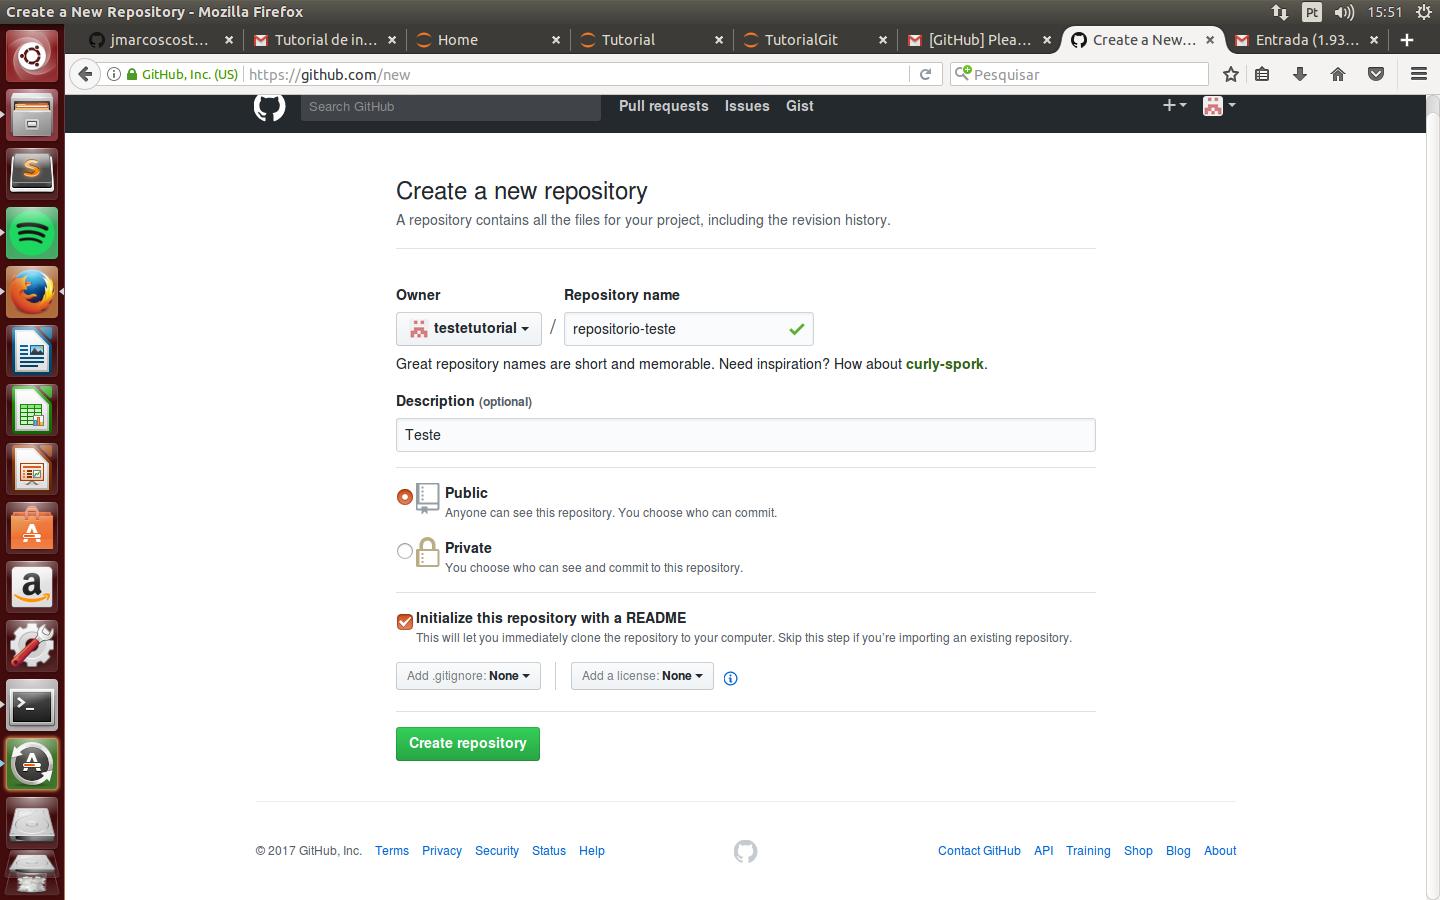 Create a New Repository - Mozilla Firefox
Pt
15:51
jmarcoscost...
Tutorial de in...
Home
Tutorial
TutorialGit
[GitHub] Plea...
Create a New...
Entrada (1.93...
GitHub, Inc. (US)
https://github.com/new
Pesquisar
Search GitHub
Pull requests
Issues
Gist
Create a new repository
A repository contains all the files for your project, including the revision history.
Owner
Repository name
testetutorial
/
repositorio-teste
Great repository names are short and memorable. Need inspiration? How about curly-spork.
Description (optional)
Teste
Public
Anyone can see this repository. You choose who can commit.
Private
You choose who can see and commit to this repository.
Initialize this repository with a README
This will let you immediately clone the repository to your computer. Skip this step if you're importing an existing repository.
Add .gitignore: None
Add a license: None
Create repository
© 2017 GitHub, Inc.
Terms
Privacy
Security
Status
Help
Contact GitHub
API
Training
Shop
Blog
About